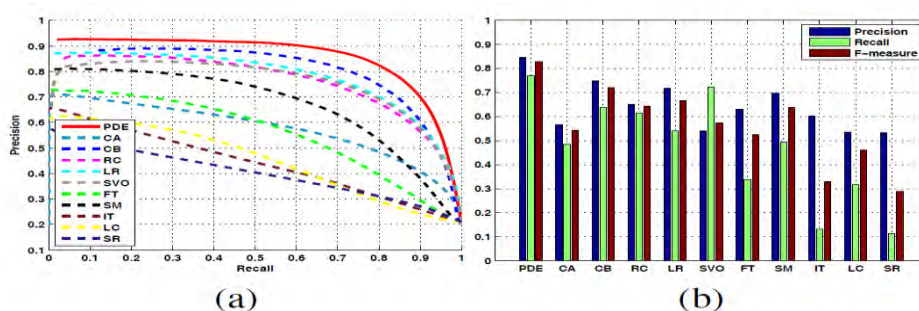 1
0.9
0.8
0.7
0.6
0.5
0.4
0.3
0.2
0.1
Precision
PDE
CA
CB
RC
LR
SVO
FT
SM
IT
LC
SR
0 0.1 0.2 0.3 0.4 0.5 0.6 0.7 0.8 0.9 1
Recall
(a)
1
0.9
0.8
0.7
0.6
0.5
0.4
0.3
0.2
0.1
0
Precision
Recall
F-measure
PDE CA CB RC LR SVO FT SM IT LC SR
(b)